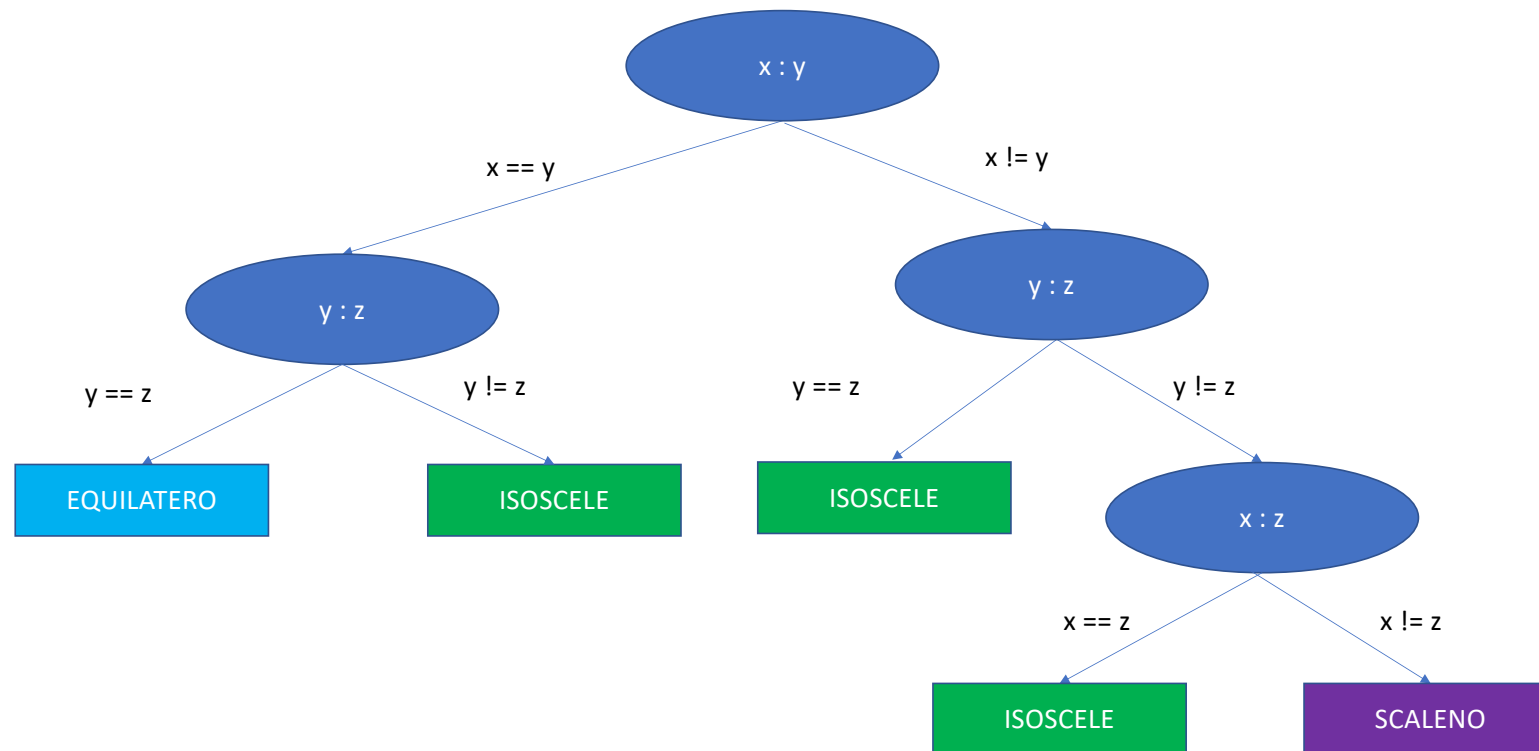 x : y
x == y
x != y
y : z
y : z
y == z
y != z
y == z
y != z
EQUILATERO
ISOSCELE
ISOSCELE
x : z
x == z
x != z
ISOSCELE
SCALENO